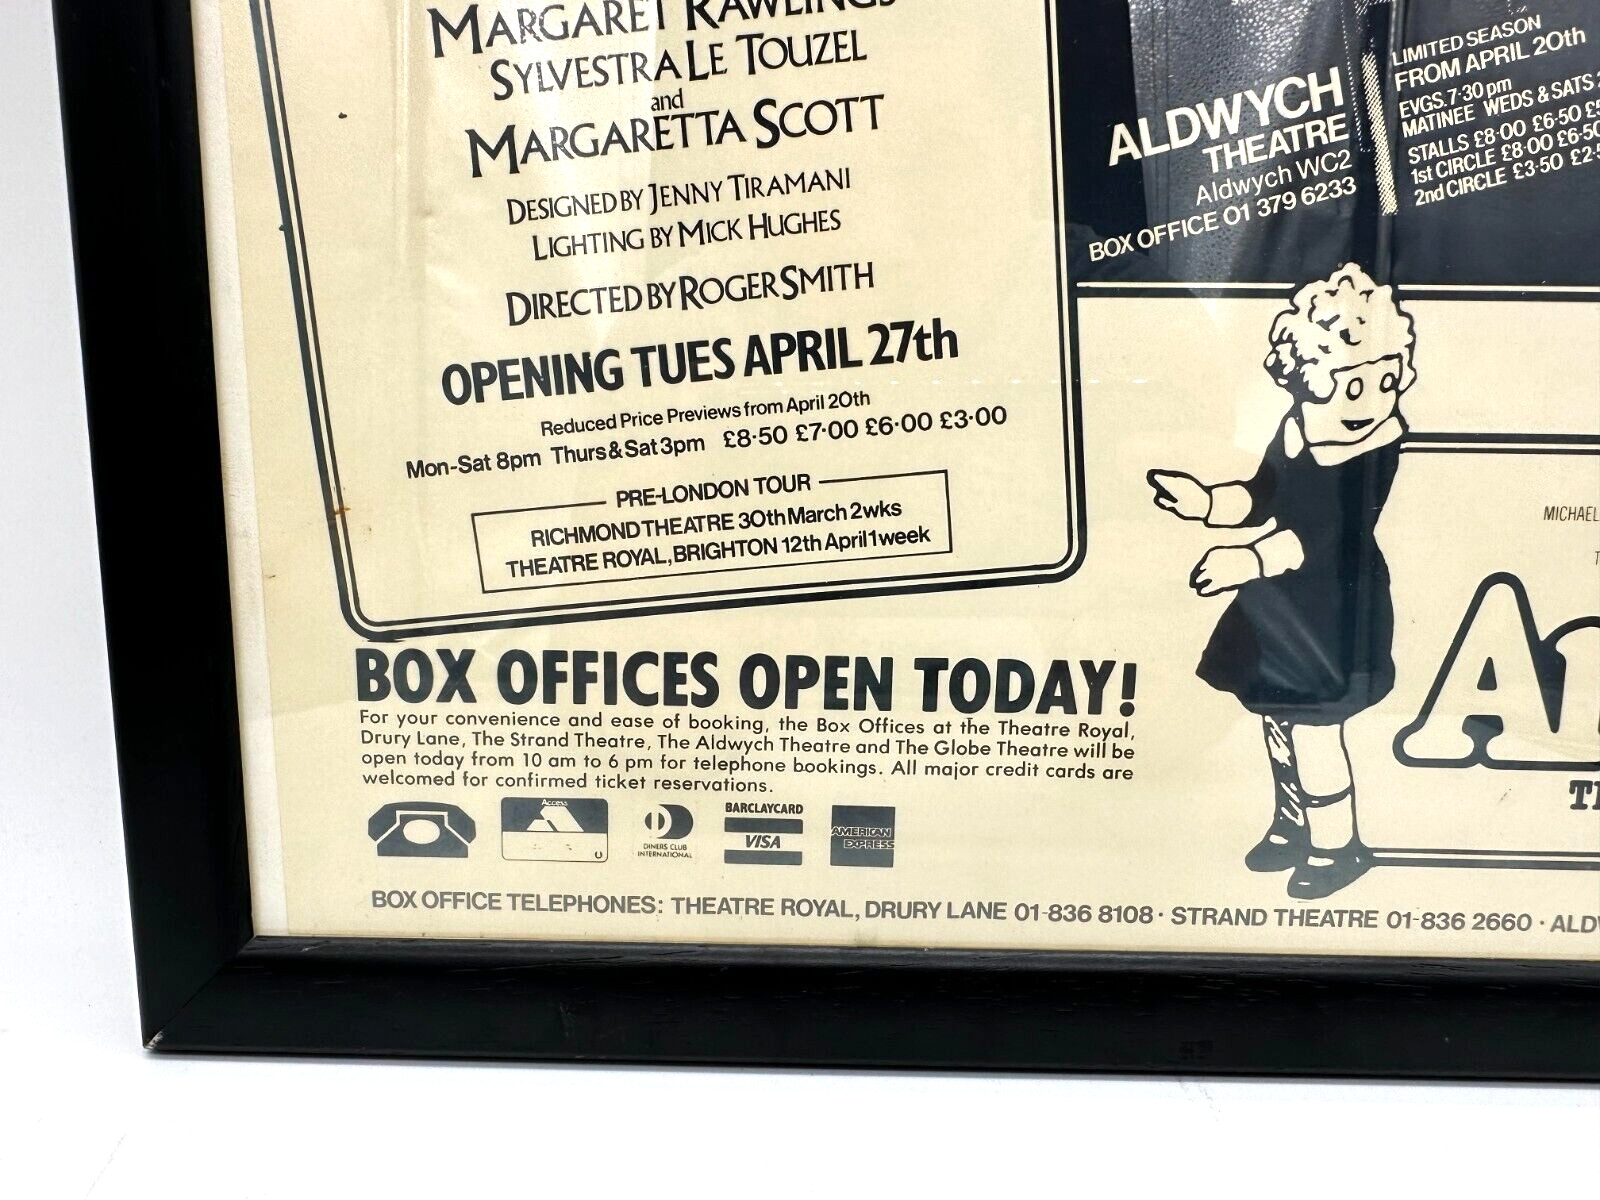 MARGARET RAWLINGS
SYLVESTRA LE TOUZEL
and
MARGARETTA SCOTT
DESIGNED BY JENNY TIRAMANI
LIGHTING BY MICK HUGHES
DIRECTED BY ROGER SMITH
OPENING TUES APRIL 27th
Reduced Price Previews from April 20th
Mon-Sat 8pm Thurs & Sat 3pm £8·50 £7·00 £6·00 £3·00
PRE-LONDON TOUR
RICHMOND THEATRE 30th March 2wks
THEATRE ROYAL, BRIGHTON 12th April 1 week
ALDWYCH
THEATRE
Aldwych WC2
BOX OFFICE 01 379 6233
LIMITED SEASON
FROM APRIL 20th
EVGS. 7·30 pm
MATINEE WEDS & SATS
STALLS £8·00 £6·50
1st CIRCLE £8·00 £6·50
2nd CIRCLE £3·50
MICHAEL
BOX OFFICES OPEN TODAY!
For your convenience and ease of booking, the Box Offices at the Theatre Royal,
Drury Lane, The Strand Theatre, The Aldwych Theatre and The Globe Theatre will be
open today from 10 am to 6 pm for telephone bookings. All major credit cards are
welcomed for confirmed ticket reservations.
Access
DINERS CLUB
INTERNATIONAL
BARCLAYCARD
VISA
AMERICAN
EXPRESS
BOX OFFICE TELEPHONES: THEATRE ROYAL, DRURY LANE 01-836 8108 · STRAND THEATRE 01-836 2660 ·